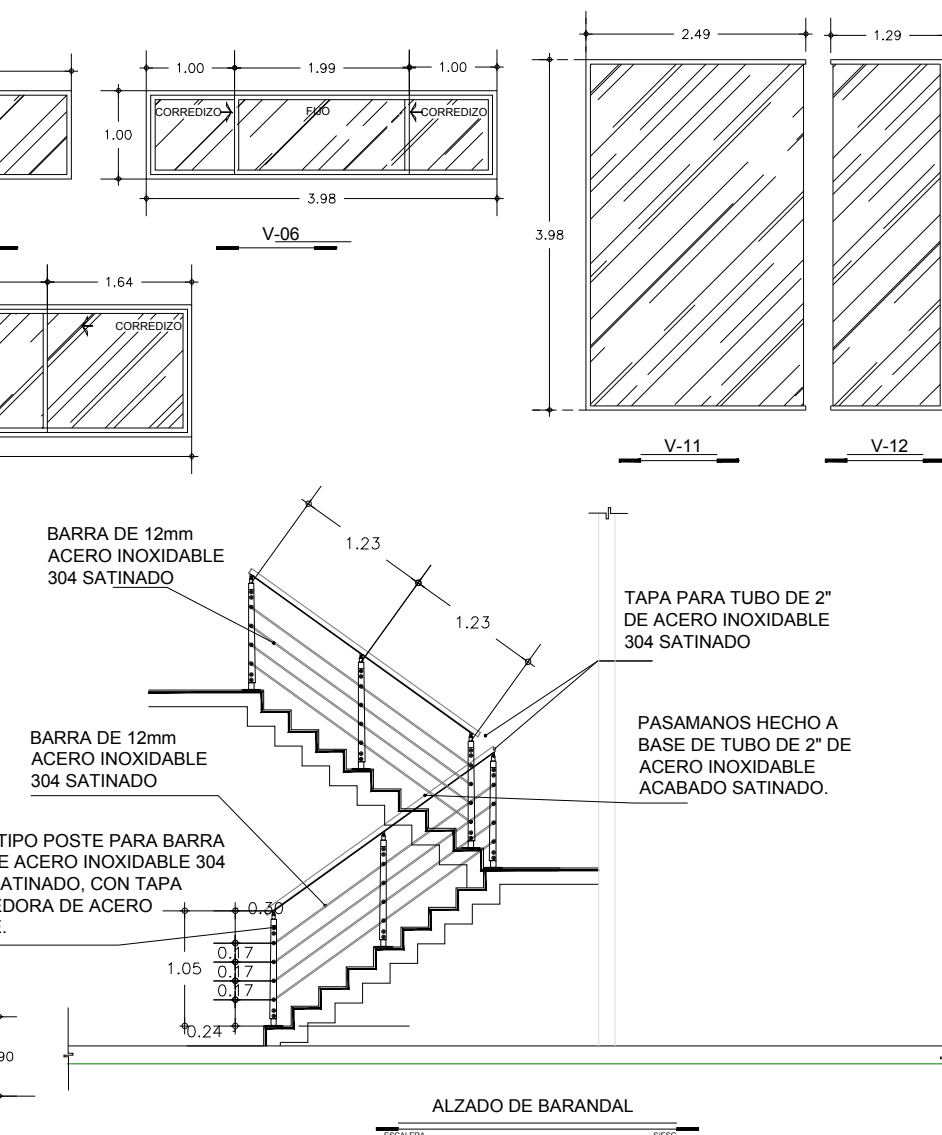 2.49
1.29
1.00
1.99
1.00
CORREDIZO
FIJO
CORREDIZO
1.00
3.98
V-06
3.98
1.64
CORREDIZO
V-11
V-12
BARRA DE 12mm
ACERO INOXIDABLE
304 SATINADO
1.23
1.23
TAPA PARA TUBO DE 2"
DE ACERO INOXIDABLE
304 SATINADO
BARRA DE 12mm
ACERO INOXIDABLE
304 SATINADO
PASAMANOS HECHO A
BASE DE TUBO DE 2" DE
ACERO INOXIDABLE
ACABADO SATINADO.
TIPO POSTE PARA BARRA
E ACERO INOXIDABLE 304
ATINADO, CON TAPA
EDORA DE ACERO
E.
0.30
0.17
1.05
0.17
0.17
0.24
90
ALZADO DE BARANDAL
ESCALERA
S/ESC